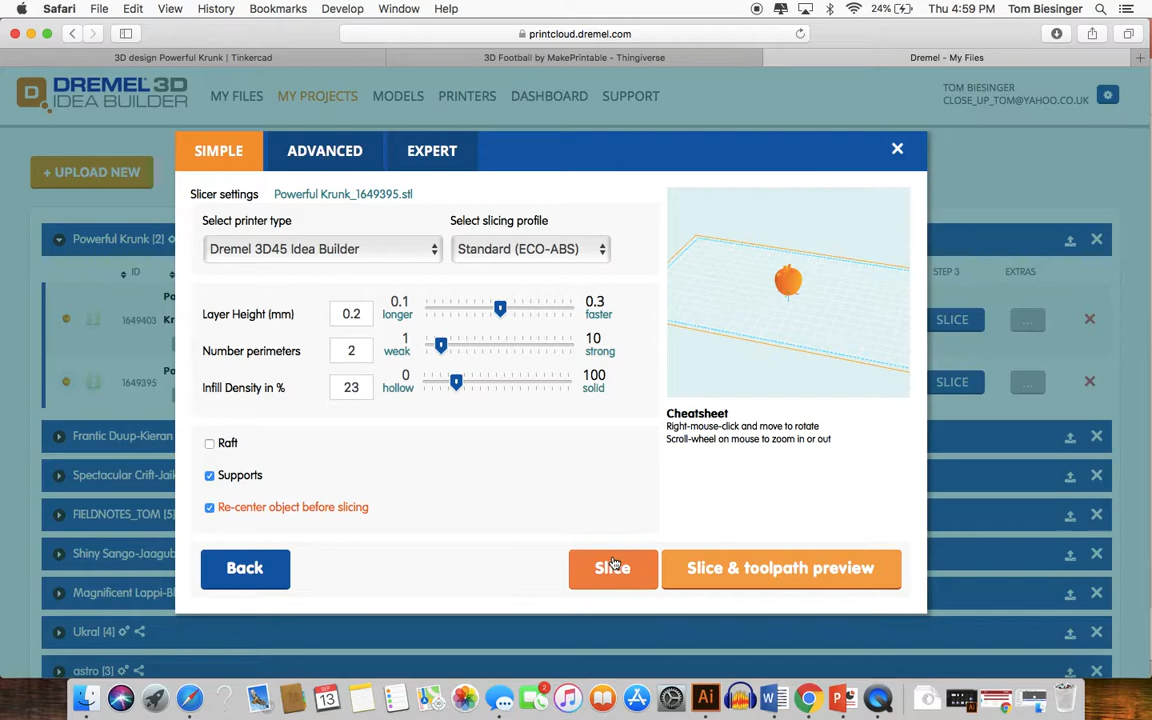 Safari File Edit View History Bookmarks Develop Window Help 24% Thu 4:59 PM Tom Biesinger
printcloud.dremel.com
3D design Powerful Krunk | Tinkercad 3D Football by MakePrintable - Thingiverse Dremel - My Files
D DREMEL 3D IDEA BUILDER MY FILES MY PROJECTS MODELS PRINTERS DASHBOARD SUPPORT
TOM BIESINGER
CLOSE_UP_TOM@YAHOO.CO.UK
SIMPLE ADVANCED EXPERT
+ UPLOAD NEW
Slicer settings Powerful Krunk_1649395.stl
Select printer type Select slicing profile
Powerful Krunk [2]
Dremel 3D45 Idea Builder Standard (ECO-ABS)
ID STEP 3 EXTRAS
Layer Height (mm) 0.2 0.1 longer 0.3 faster
1649403 SLICE ...
Number perimeters 2 1 weak 10 strong
Infill Density in % 23 0 hollow 100 solid
1649395 SLICE ...
Cheatsheet
Right-mouse-click and move to rotate
Scroll-wheel on mouse to zoom in or out
Frantic Duup-Kieran
Raft
Spectacular Crift-Jaik
Supports
FIELDNOTES_TOM [5]
Re-center object before slicing
Shiny Sango-Jaagub
Back Slice Slice & toolpath preview
Magnificent Lappi-Bl
Ukral [4]
astro [3]
SEP
13
2